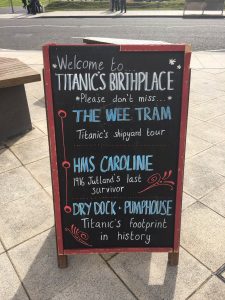 Welcome to
TITANIC'S BIRTHPLACE
*Please don't miss...*
THE WEE TRAM
Titanic's shipyard tour
HMS CAROLINE
1916 Jutland's last
survivor
DRY DOCK · PUMPHOUSE
Titanic's footprint
in history